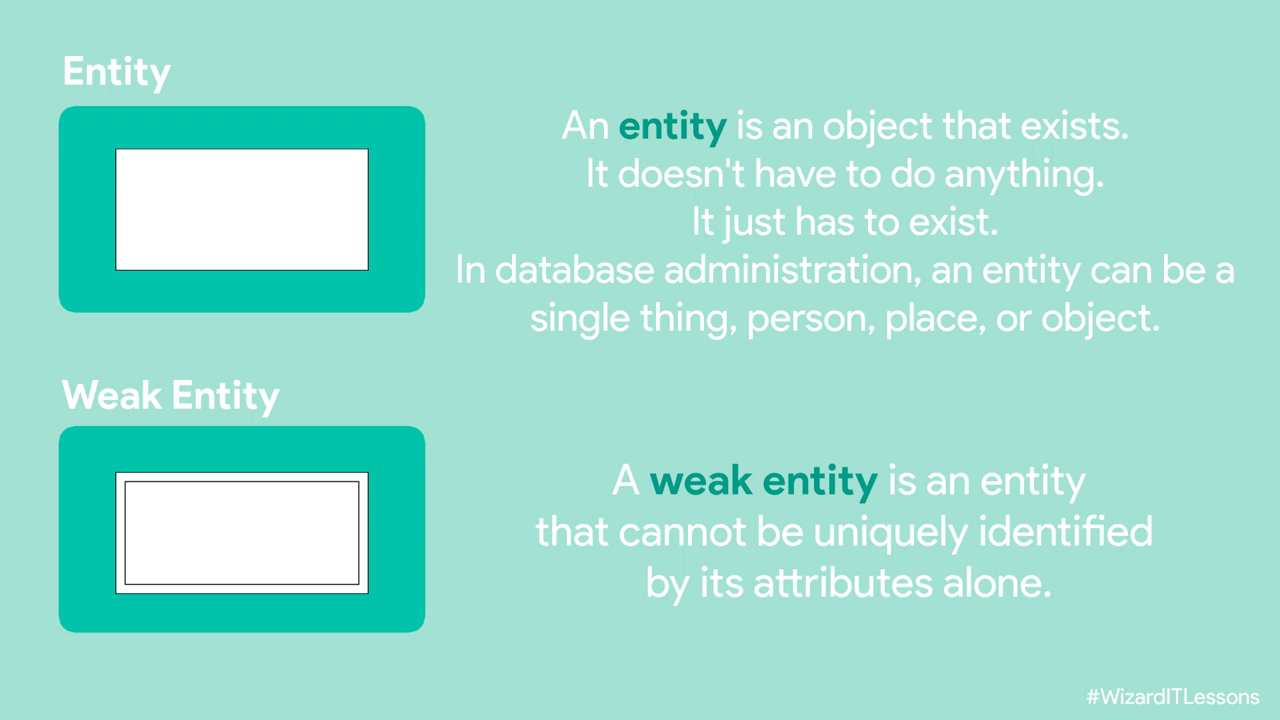 Entity
An entity is an object that exists.
It doesn't have to do anything.
It just has to exist.
In database administration, an entity can be a
single thing, person, place, or object.
Weak Entity
A weak entity is an entity
that cannot be uniquely identified
by its attributes alone.
#WizardITLessons